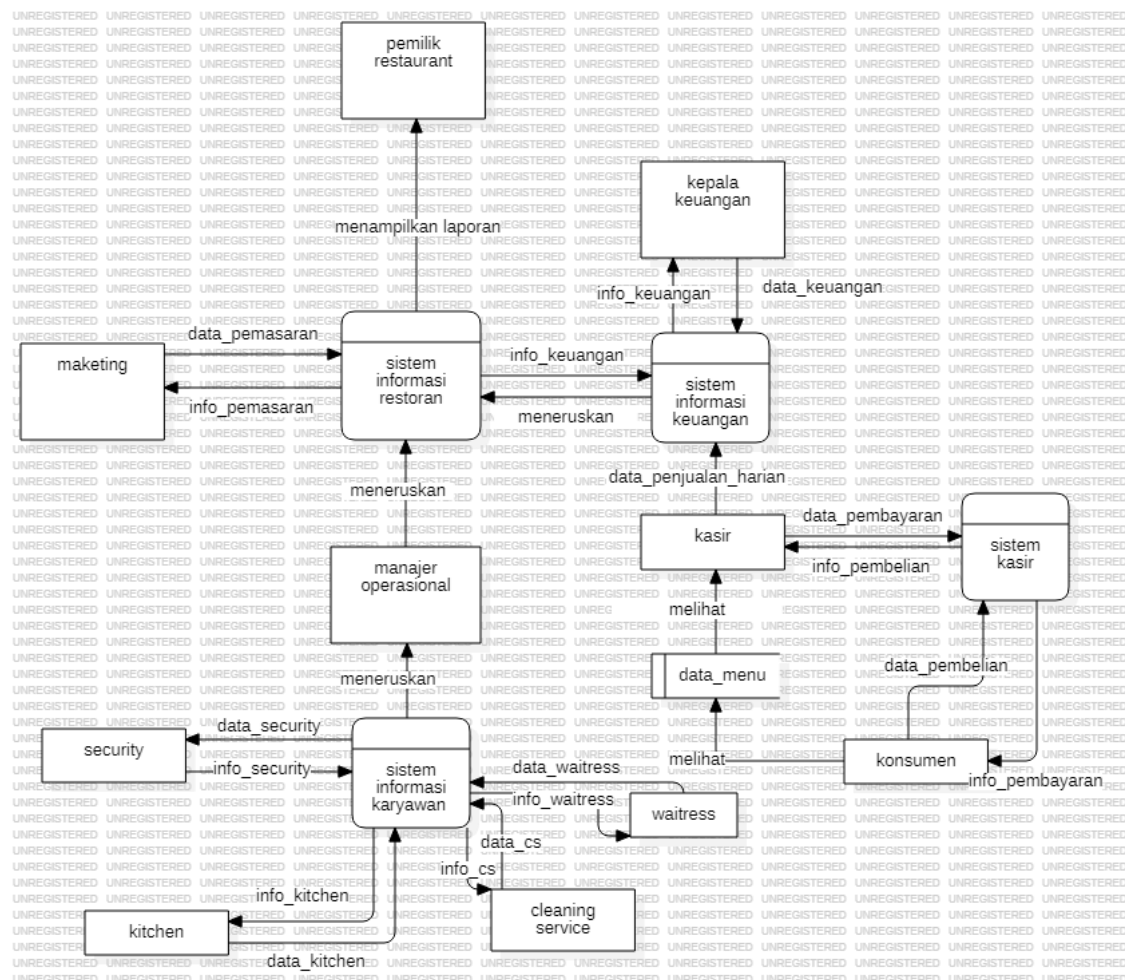 UNREGISTERED
pemilik
restaurant
menampilkan laporan
kepala
keuangan
info_keuangan
data_keuangan
data_pemasaran
maketing
info_pemasaran
sistem
informasi
restoran
info_keuangan
meneruskan
sistem
informasi
keuangan
meneruskan
data_penjualan_harian
kasir
data_pembayaran
info_pembelian
sistem
kasir
manajer
operasional
melihat
data_menu
data_pembelian
meneruskan
melihat
konsumen
info_pembayaran
security
data_security
info_security
sistem
informasi
karyawan
data_waitress
info_waitress
waitress
data_cs
info_cs
cleaning
service
info_kitchen
kitchen
data_kitchen